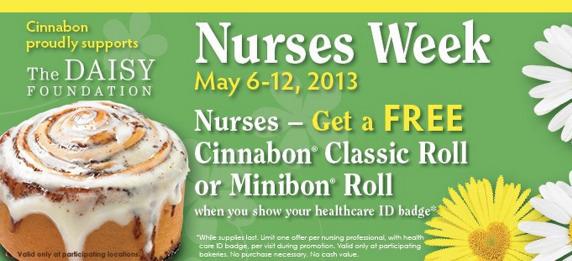 Cinnabon
proudly supports
The DAISY
FOUNDATION
Nurses Week
May 6-12, 2013
Nurses – Get a FREE
Cinnabon® Classic Roll
or Minibon® Roll
when you show your healthcare ID badge*
*While supplies last. Limit one offer per nursing professional, with health
care ID badge, per visit during promotion. Valid only at participating
bakeries. No purchase necessary. No cash value.
Valid only at participating locations.